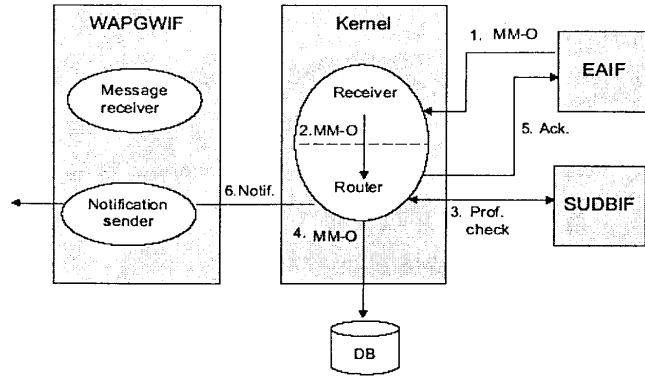 WAPGWIF
Kernel
1. MM-O
EAIF
Message
receiver
Receiver
2.MM-O
5. Ack.
Router
6.Notif.
Notification
sender
3. Prof.
check
SUDBIF
4. MM-O
DB